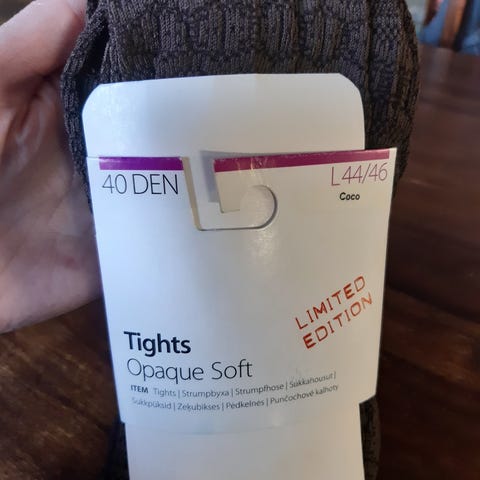 40 DEN
L 44/46
Coco
LIMITED
EDITION
Tights
Opaque Soft
ITEM Tights | Strumpbyxa | Strumpfhose | Sukkahousut |
Sukkpüksid | Zeķubikses | Pėdkelnės | Punčochové kalhoty